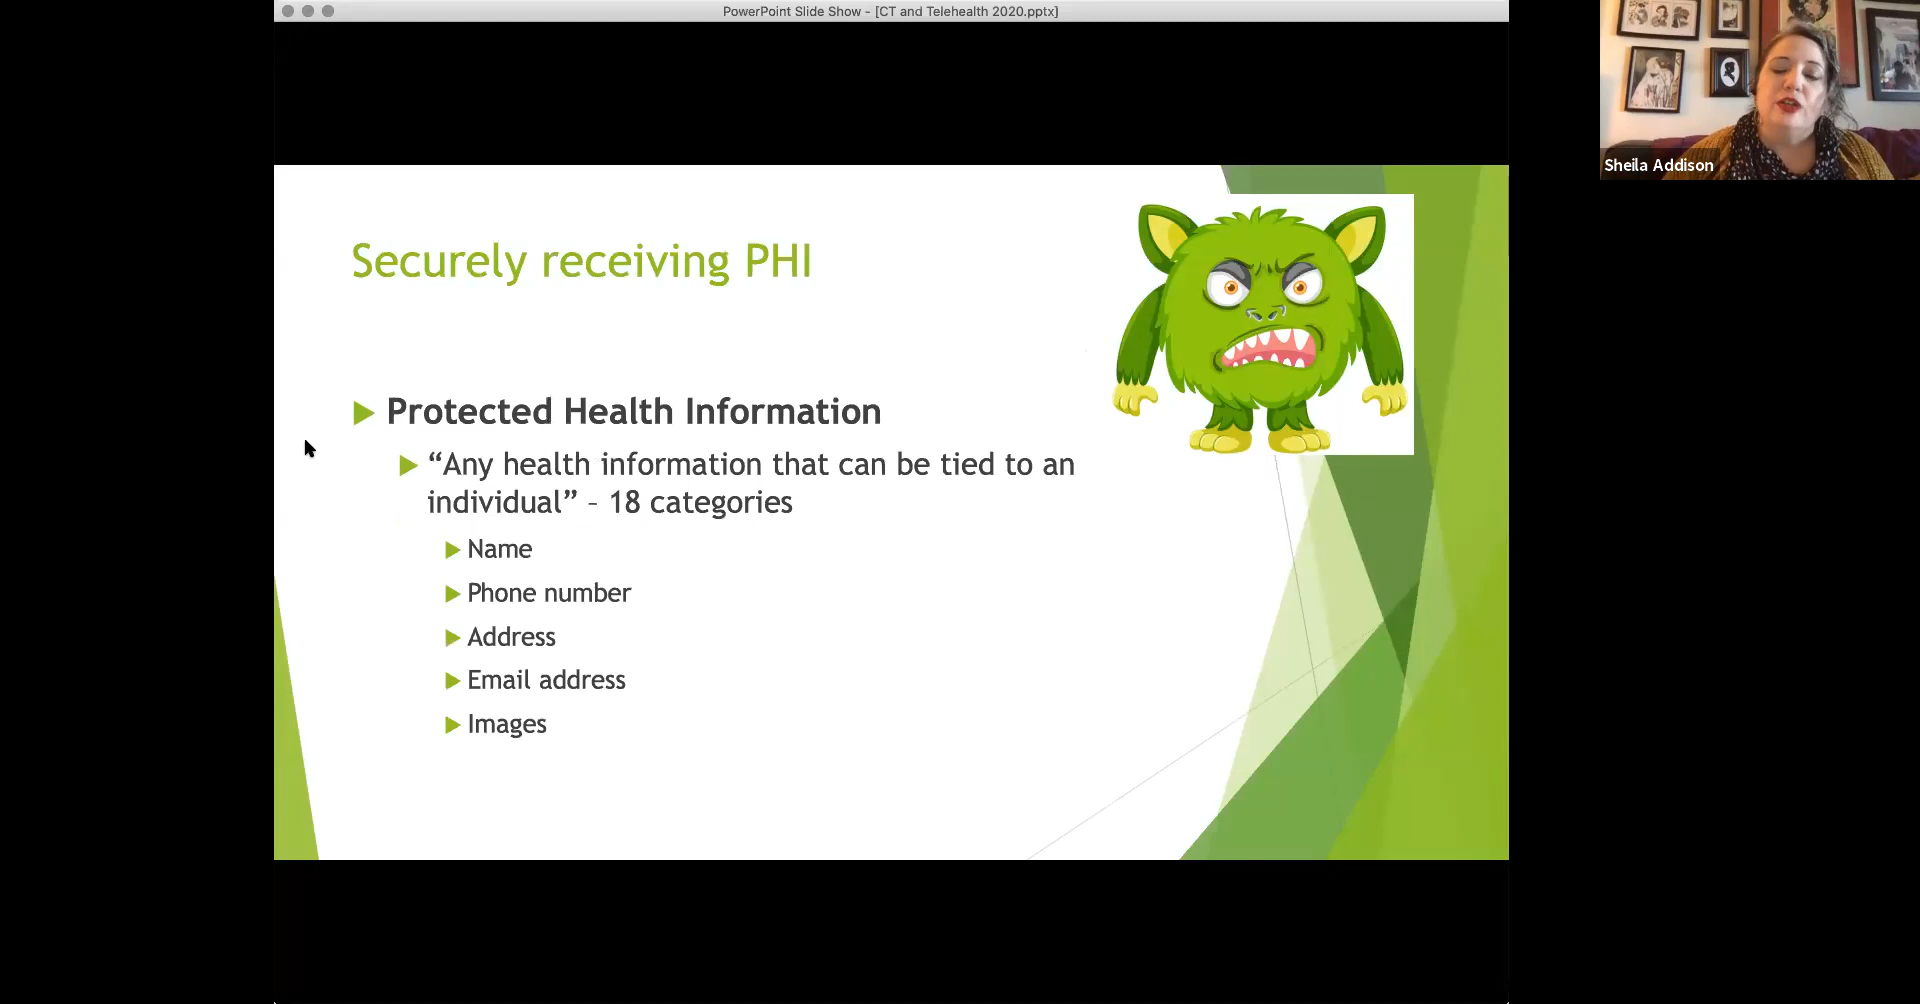 PowerPoint Slide Show - [CT and Telehealth 2020.pptx]
Sheila Addison
Securely receiving PHI
Protected Health Information
“Any health information that can be tied to an
individual” – 18 categories
Name
Phone number
Address
Email address
Images